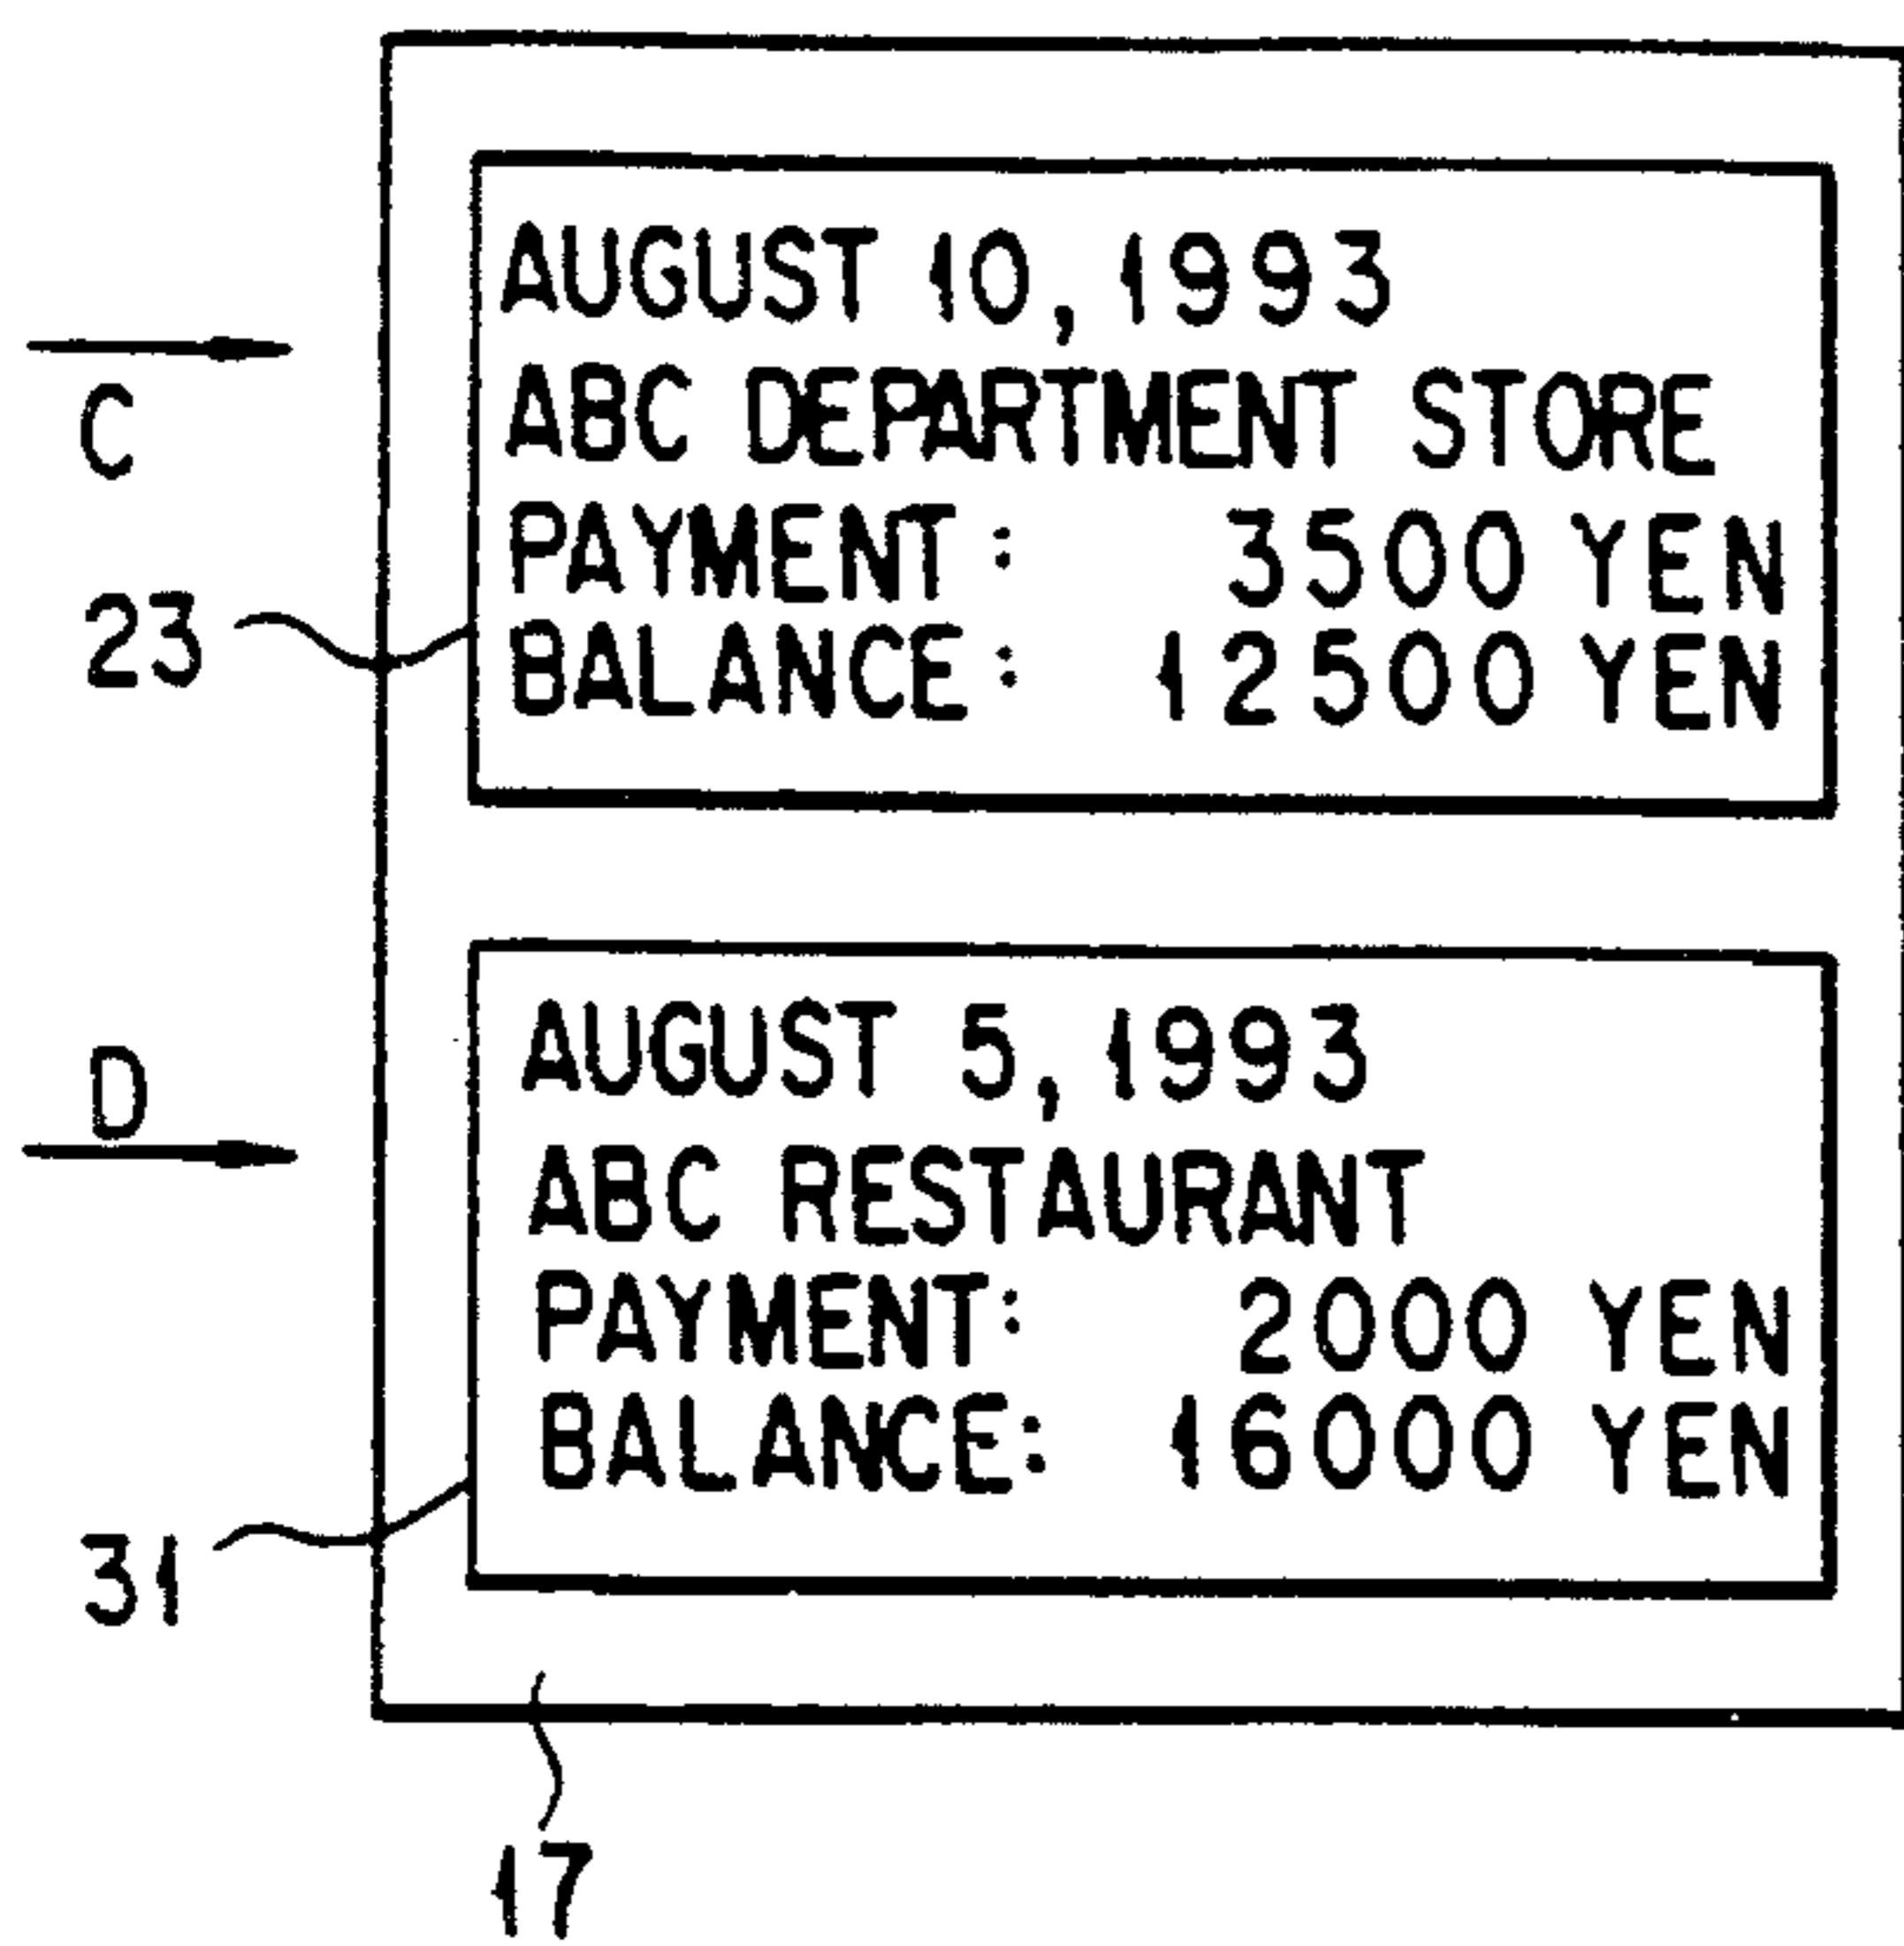 AUGUST 10, 1993
ABC DEPARTMENT STORE
PAYMENT: 3500 YEN
BALANCE: 12500 YEN
C
23
AUGUST 5, 1993
ABC RESTAURANT
PAYMENT: 2000 YEN
BALANCE: 16000 YEN
D
31
17